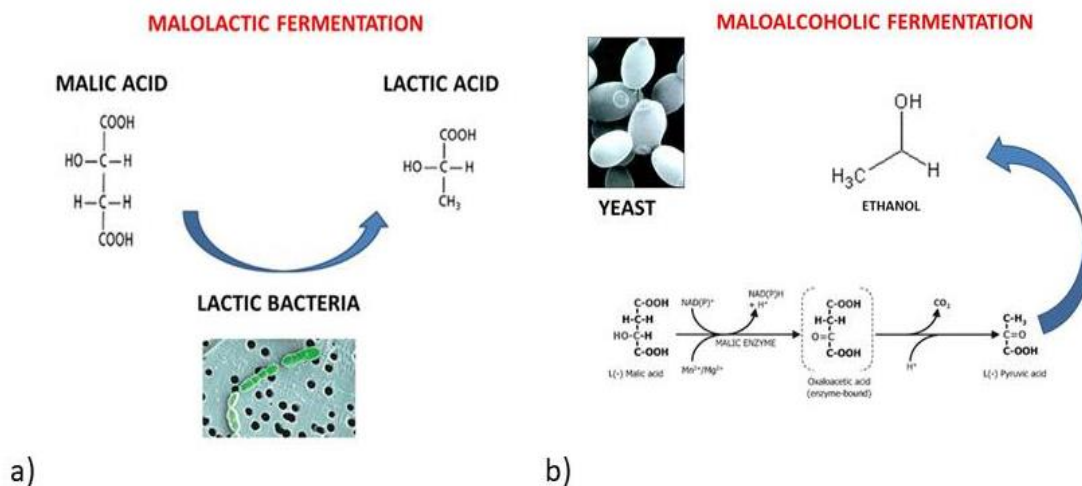 MALOLACTIC FERMENTATION
MALIC ACID
LACTIC ACID
COOH
HO–C–H
H–C–H
COOH
COOH
HO–C–H
CH₃
LACTIC BACTERIA
a)
MALOALCOHOLIC FERMENTATION
YEAST
OH
H₃C
H
ETHANOL
C-OOH
H-C-H
HO-C-H
C-OOH
L(-) Malic acid
NAD(P)⁺
NAD(P)H
+ H⁺
MALIC ENZYME
Mn²⁺/Mg²⁺
C-OOH
H-C-H
O=C
C-OOH
Oxaloacetic acid
(enzyme-bound)
CO₂
H⁺
C-H₃
C=O
C-OOH
L(-) Pyruvic acid
b)